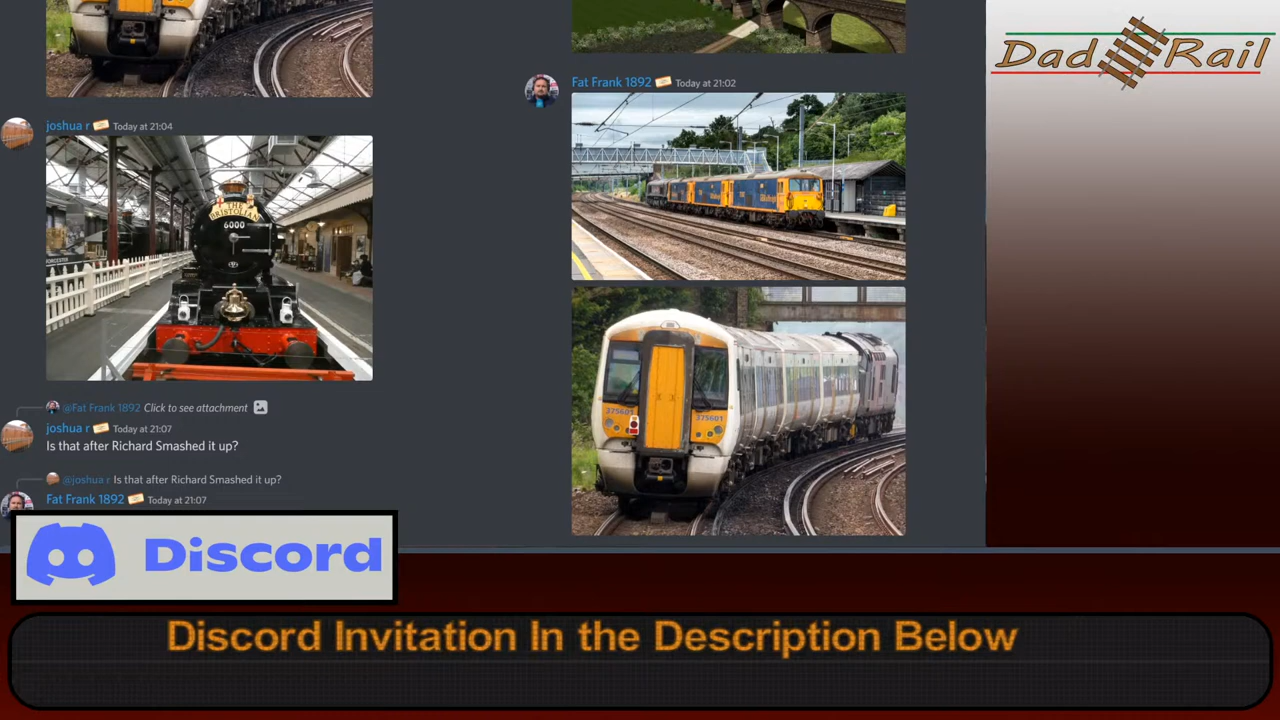 Dad Rail
joshua r Today at 21:04
THE
BRISTOLIAN
6000
@Fat Frank 1892 Click to see attachment
joshua r Today at 21:07
Is that after Richard Smashed it up?
@joshua r Is that after Richard Smashed it up?
Fat Frank 1892 Today at 21:07
Fat Frank 1892 Today at 21:02
375601 375601
Discord
Discord Invitation In the Description Below